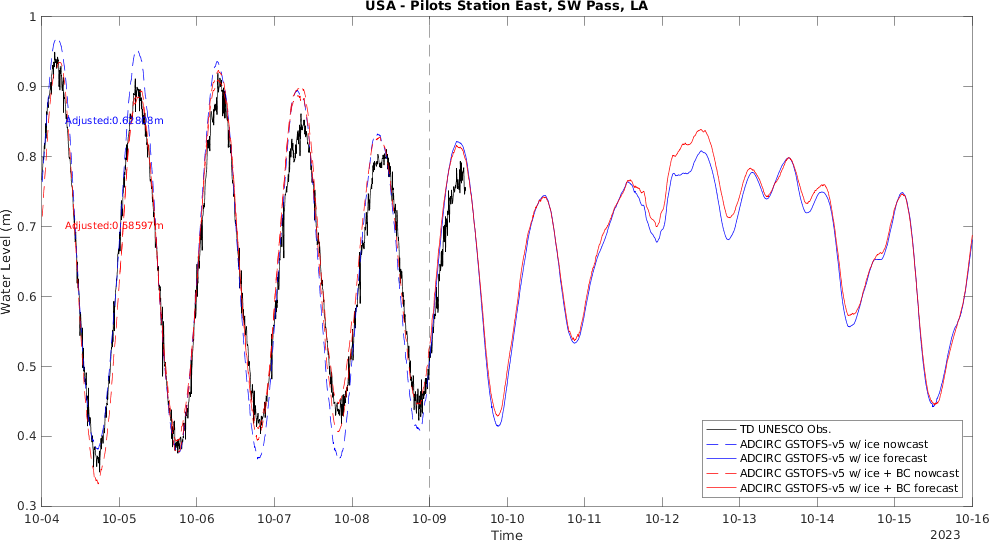 USA - Pilots Station East, SW Pass, LA
1
0.9
0.8
0.7
0.6
0.5
0.4
0.3
Water Level (m)
Adjusted:0.62808m
Adjusted:0.58597m
TD UNESCO Obs.
ADCIRC GSTOFS-v5 w/ ice nowcast
ADCIRC GSTOFS-v5 w/ ice forecast
ADCIRC GSTOFS-v5 w/ ice + BC nowcast
ADCIRC GSTOFS-v5 w/ ice + BC forecast
10-04 10-05 10-06 10-07 10-08 10-09 10-10 10-11 10-12 10-13 10-14 10-15 10-16
Time
2023